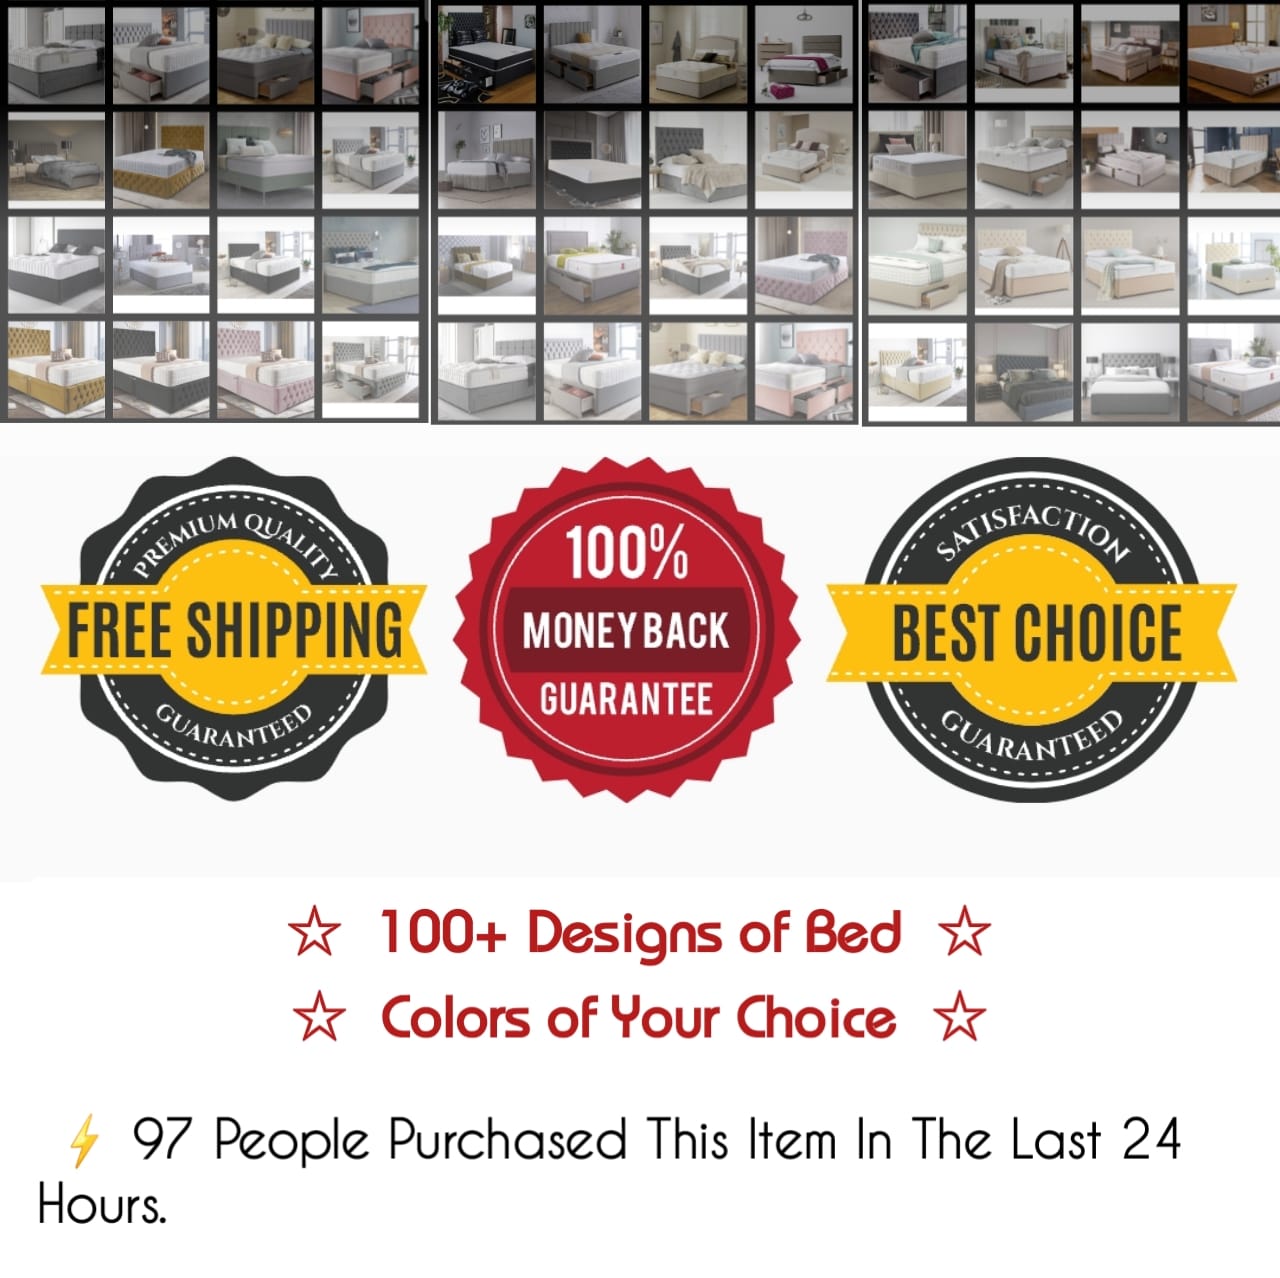 PREMIUM QUALITY
FREE SHIPPING
GUARANTEED
100%
MONEY BACK
GUARANTEE
SATISFACTION
BEST CHOICE
GUARANTEED
☆ 100+ Designs of Bed ☆
☆ Colors of Your Choice ☆
⚡ 97 People Purchased This Item In The Last 24
Hours.